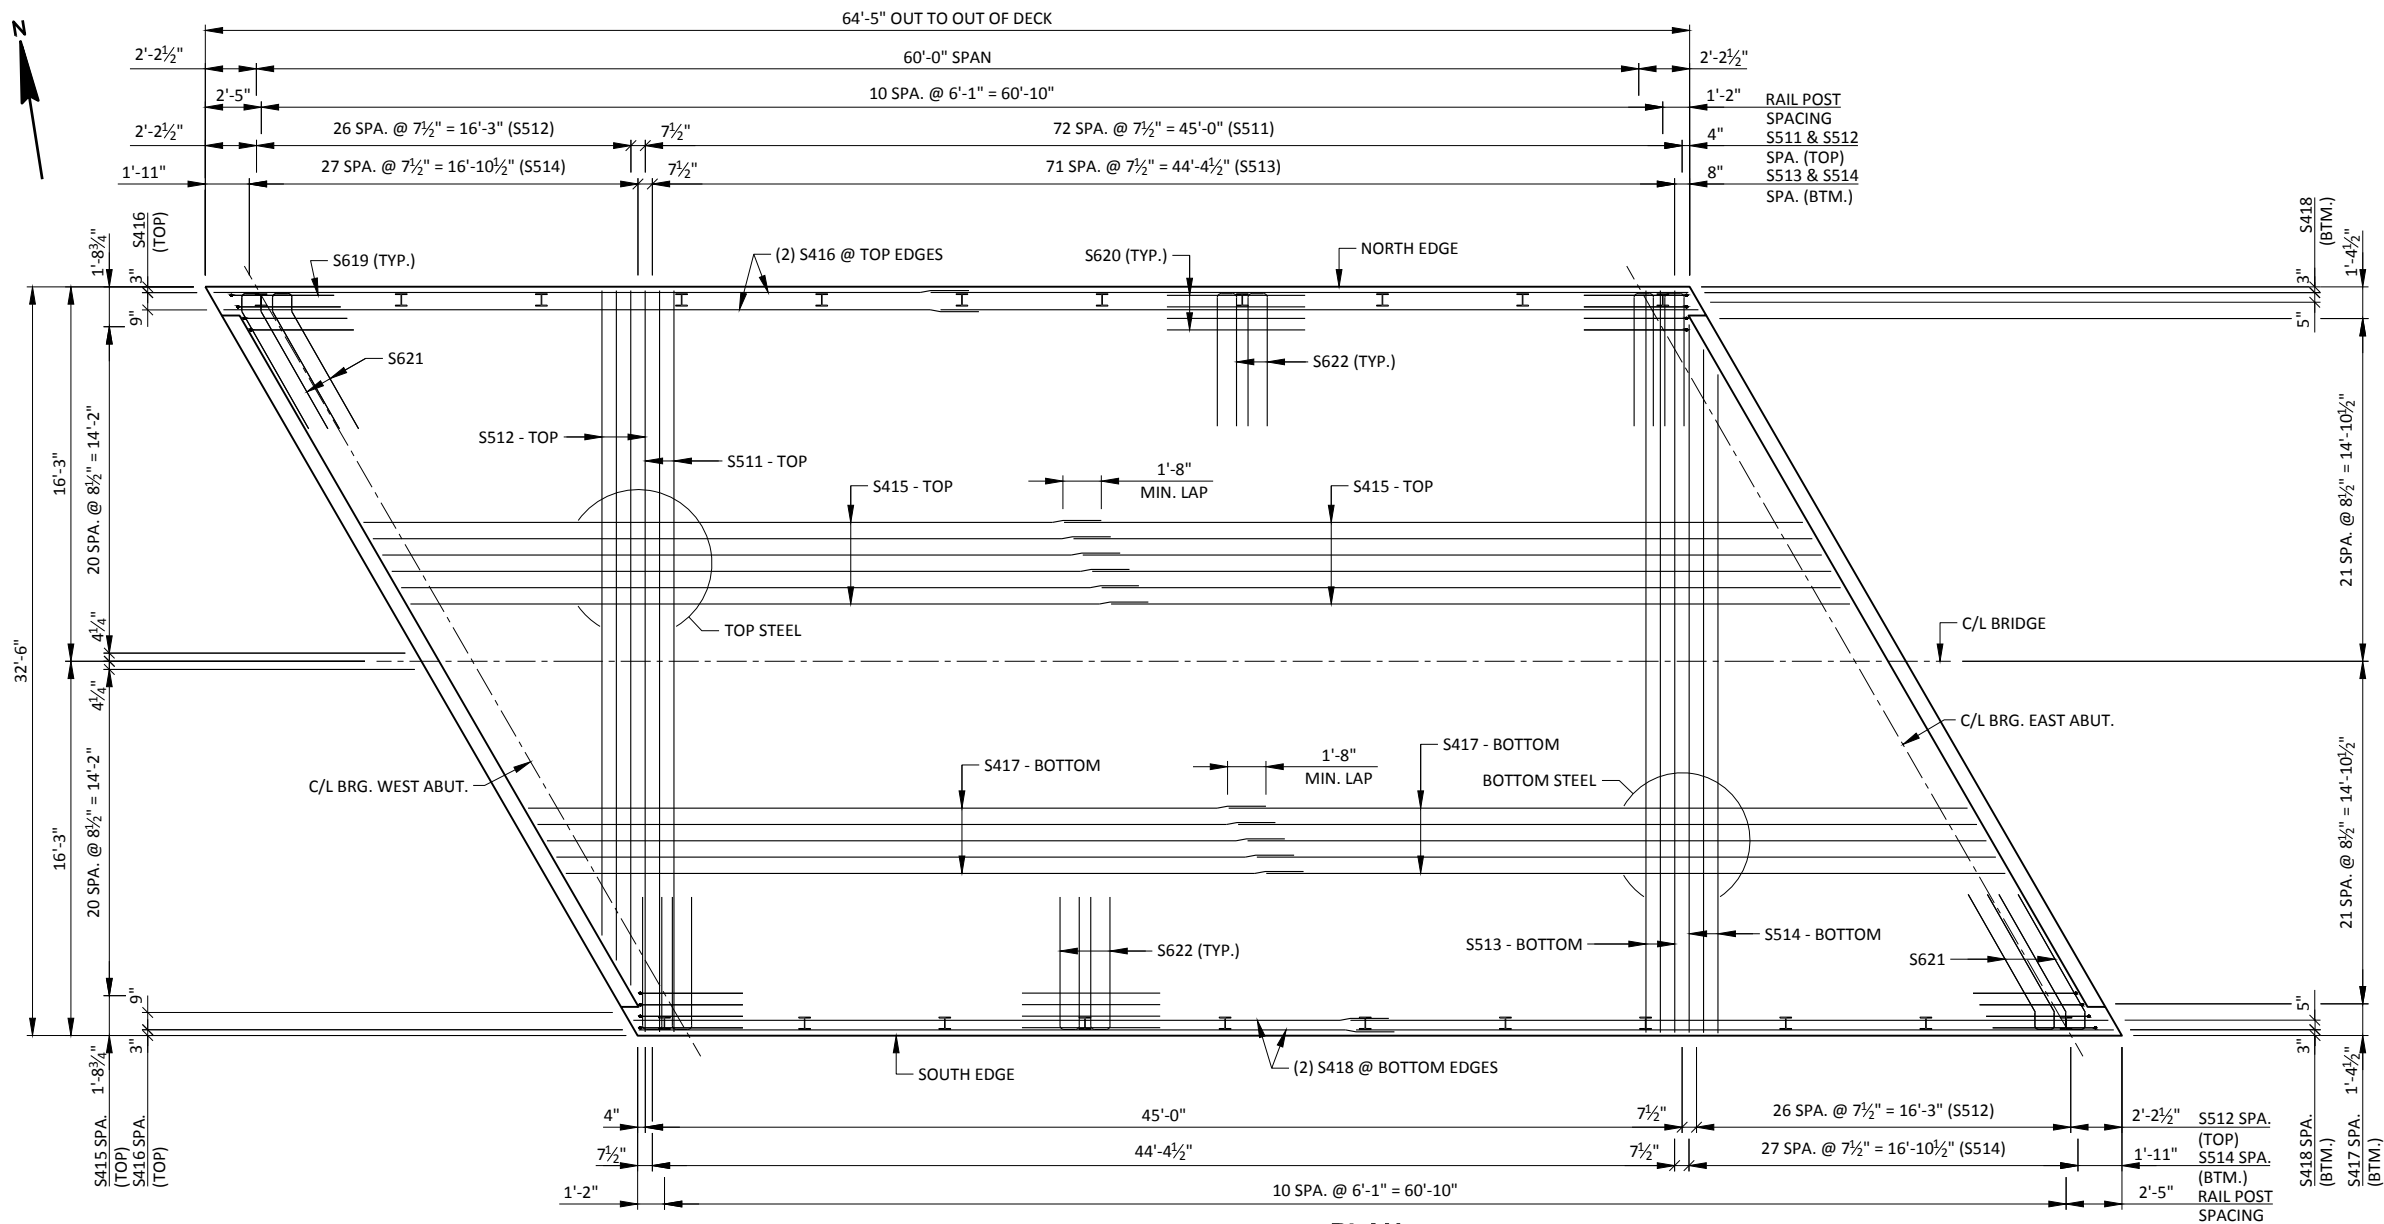 N
64'-5" OUT TO OUT OF DECK
2'-2½"
60'-0" SPAN
2'-2½"
2'-5"
10 SPA. @ 6'-1" = 60'-10"
1'-2"
RAIL POST
SPACING
2'-2½"
26 SPA. @ 7½" = 16'-3" (S512)
7½"
72 SPA. @ 7½" = 45'-0" (S511)
4"
S511 & S512
SPA. (TOP)
1'-11"
27 SPA. @ 7½" = 16'-10½" (S514)
7½"
71 SPA. @ 7½" = 44'-4½" (S513)
8"
S513 & S514
SPA. (BTM.)
S416
(TOP)
1'-8¾"
3"
9"
S418
(BTM.)
1'-4½"
3"
5"
S619 (TYP.)
(2) S416 @ TOP EDGES
S620 (TYP.)
NORTH EDGE
S621
S622 (TYP.)
S512 - TOP
S511 - TOP
S415 - TOP
1'-8"
MIN. LAP
S415 - TOP
TOP STEEL
C/L BRIDGE
32'-6"
16'-3"
20 SPA. @ 8½" = 14'-2"
4¼"
4¼"
16'-3"
20 SPA. @ 8½" = 14'-2"
21 SPA. @ 8½" = 14'-10½"
21 SPA. @ 8½" = 14'-10½"
C/L BRG. EAST ABUT.
C/L BRG. WEST ABUT.
S417 - BOTTOM
1'-8"
MIN. LAP
S417 - BOTTOM
BOTTOM STEEL
S622 (TYP.)
S513 - BOTTOM
S514 - BOTTOM
S621
SOUTH EDGE
(2) S418 @ BOTTOM EDGES
9"
3"
1'-8¾"
S415 SPA.
(TOP)
S416 SPA.
(TOP)
5"
3"
1'-4½"
S418 SPA.
(BTM.)
S417 SPA.
(BTM.)
4"
45'-0"
7½"
26 SPA. @ 7½" = 16'-3" (S512)
2'-2½"
S512 SPA.
(TOP)
7½"
44'-4½"
7½"
27 SPA. @ 7½" = 16'-10½" (S514)
1'-11"
S514 SPA.
(BTM.)
1'-2"
10 SPA. @ 6'-1" = 60'-10"
2'-5"
RAIL POST
SPACING